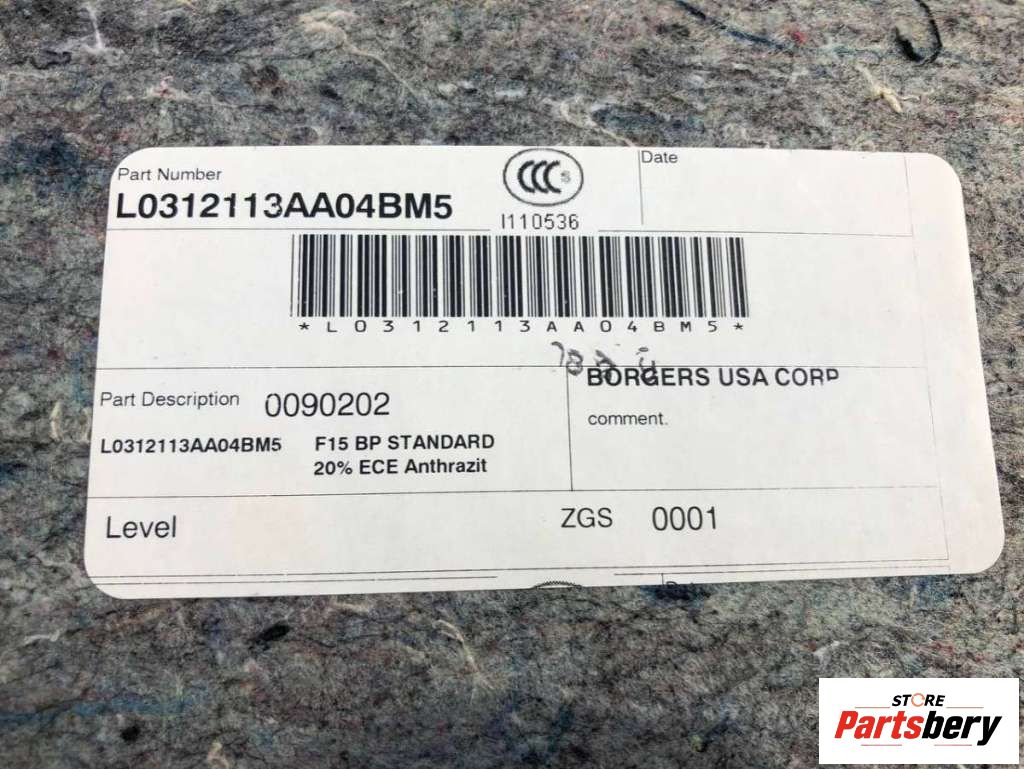 Part Number
L0312113AA04BM5
CCC S
I110536
Date
*L0312113AA04BM5*
BORGERS USA CORP
comment.
Part Description 0090202
L0312113AA04BM5 F15 BP STANDARD
20% ECE Anthrazit
Level
ZGS 0001
STORE
Partsbery